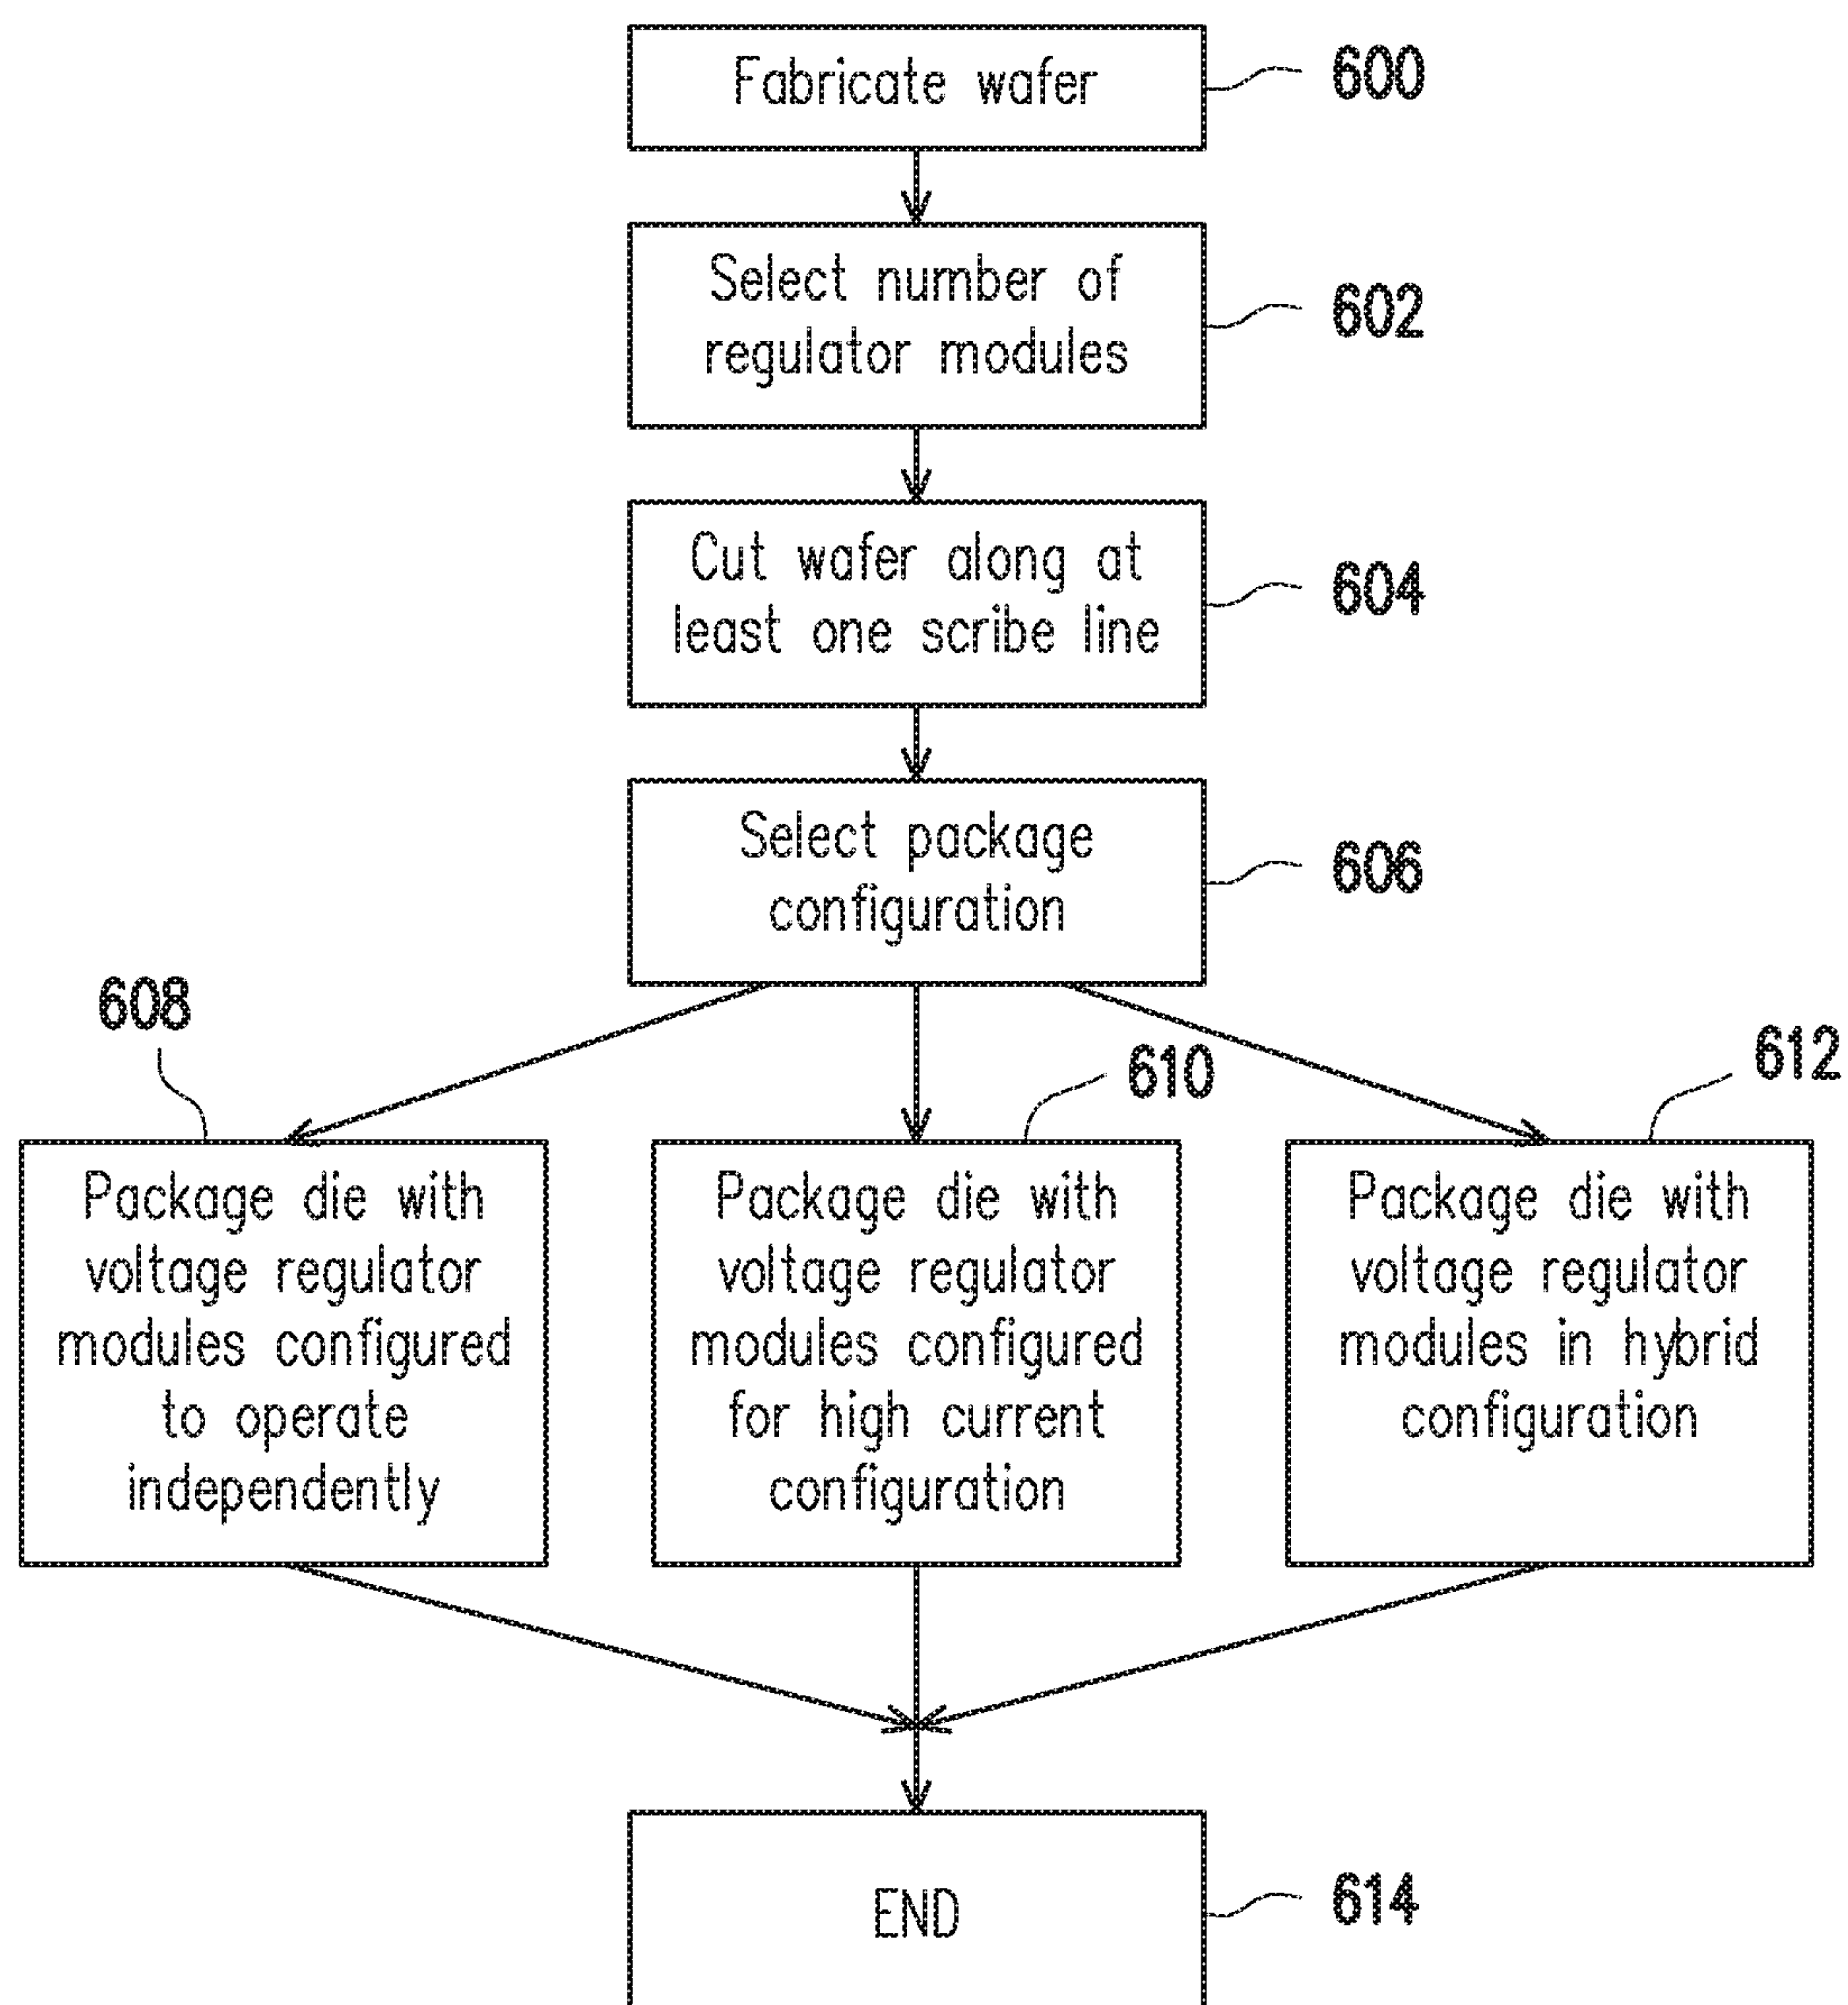 Fabricate wafer
600
Select number of
regulator modules
602
Cut wafer along at
least one scribe line
604
Select package
configuration
606
608
610
612
Package die with
voltage regulator
modules configured
to operate
independently
Package die with
voltage regulator
modules configured
for high current
configuration
Package die with
voltage regulator
modules in hybrid
configuration
END
614